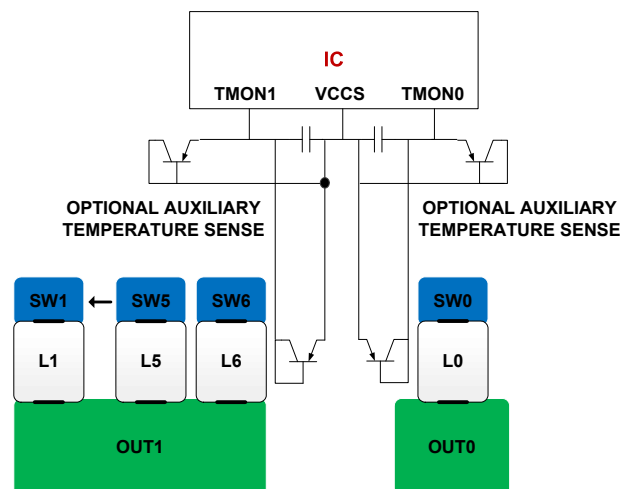 IC
TMON1 VCCS TMON0
OPTIONAL AUXILIARY
TEMPERATURE SENSE
OPTIONAL AUXILIARY
TEMPERATURE SENSE
SW1 SW5 SW6 SW0
L1 L5 L6 L0
OUT1 OUT0